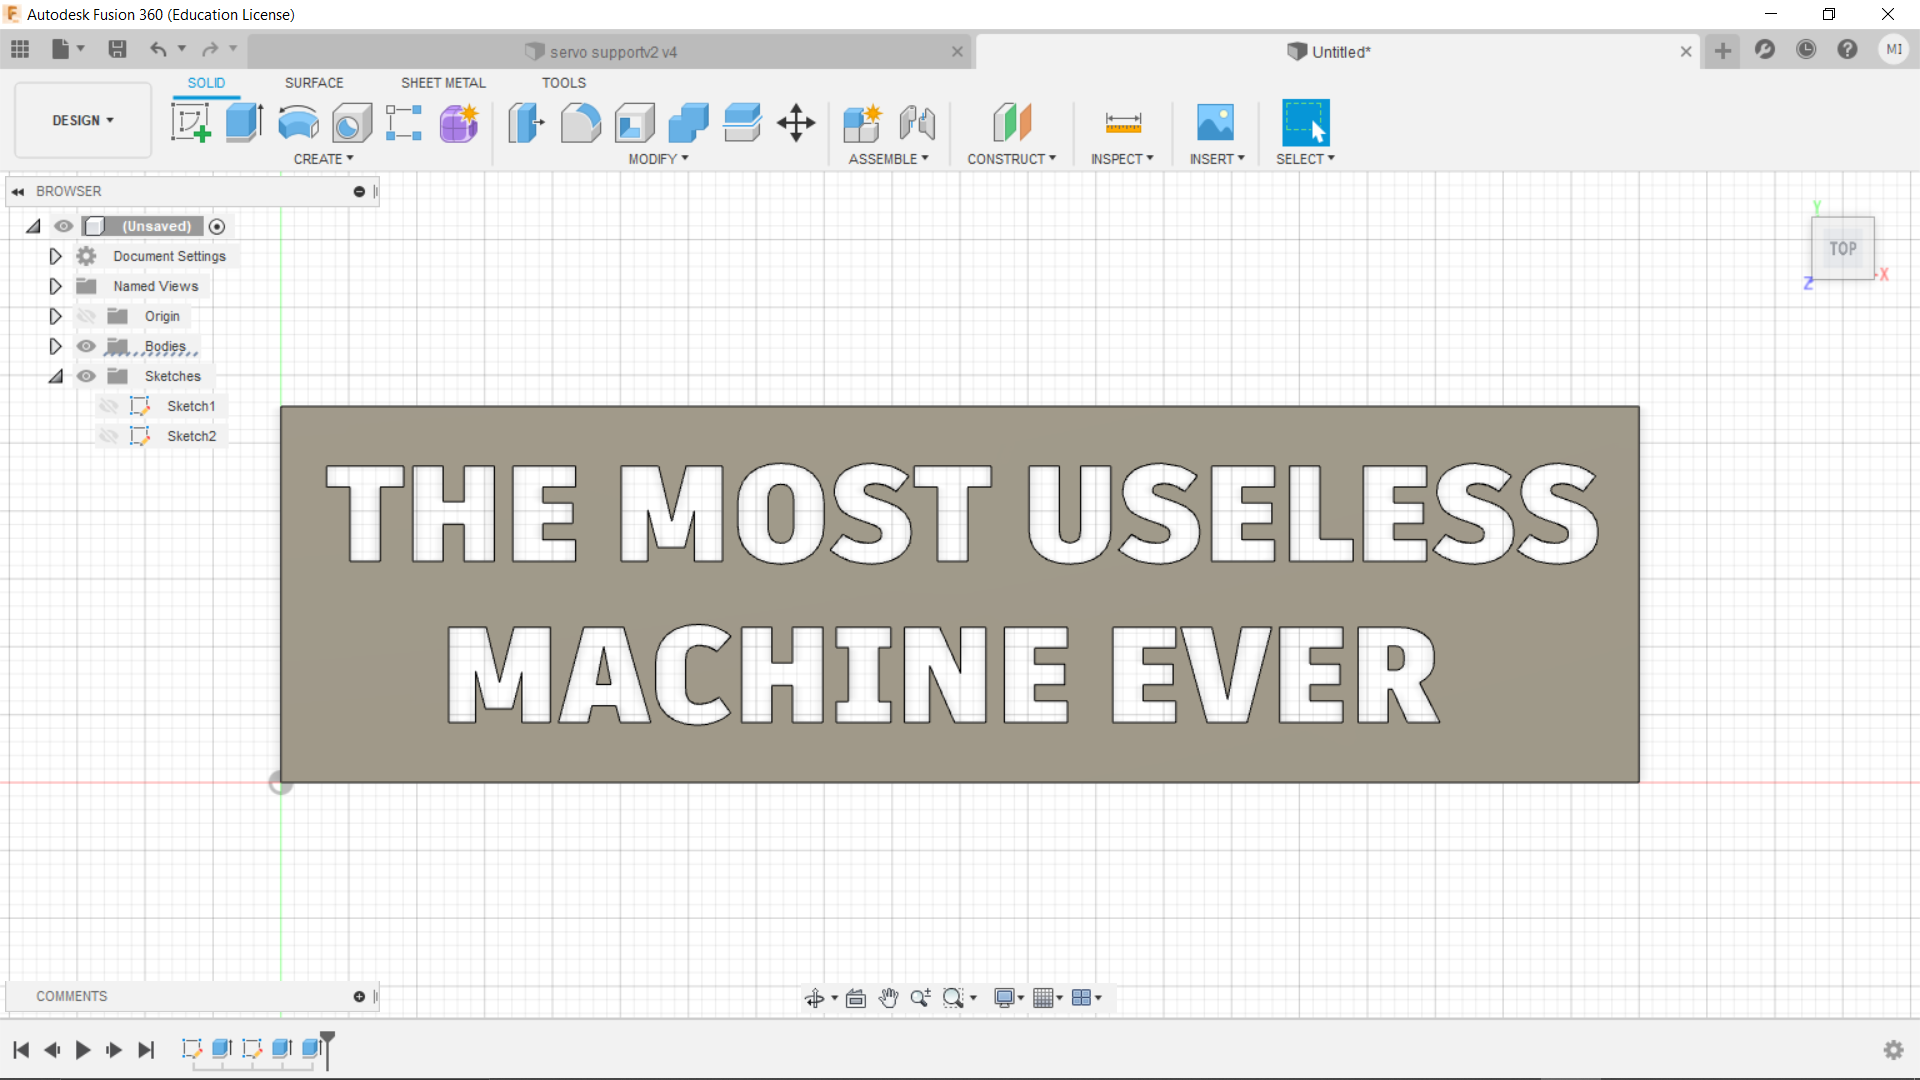 Autodesk Fusion 360 (Education License)
servo supportv2 v4
Untitled*
MI
SOLID SURFACE SHEET METAL TOOLS
DESIGN
CREATE MODIFY ASSEMBLE CONSTRUCT INSPECT INSERT SELECT
BROWSER
(Unsaved)
Document Settings
Named Views
Origin
Bodies
Sketches
Sketch1
Sketch2
Y
TOP
X
Z
THE MOST USELESS
MACHINE EVER
COMMENTS